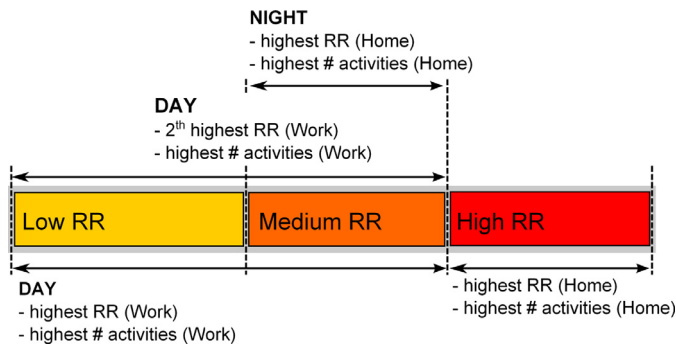 NIGHT
- highest RR (Home)
- highest # activities (Home)
DAY
- 2th highest RR (Work)
- highest # activities (Work)
Low RR
Medium RR
High RR
DAY
- highest RR (Work)
- highest # activities (Work)
- highest RR (Home)
- highest # activities (Home)